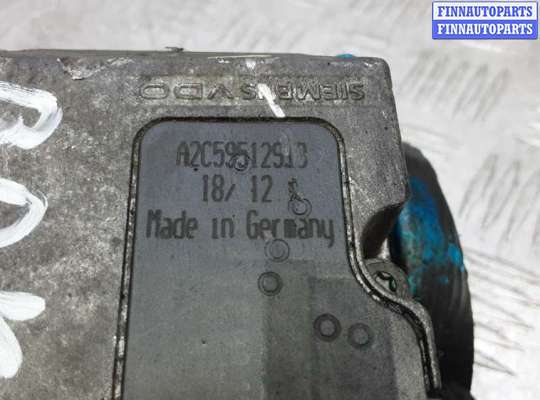 FINNAUTOPARTS
FINNAUTOPARTS
SIEMENS VDO
A2C59512913
18/ 12
Made in Germany